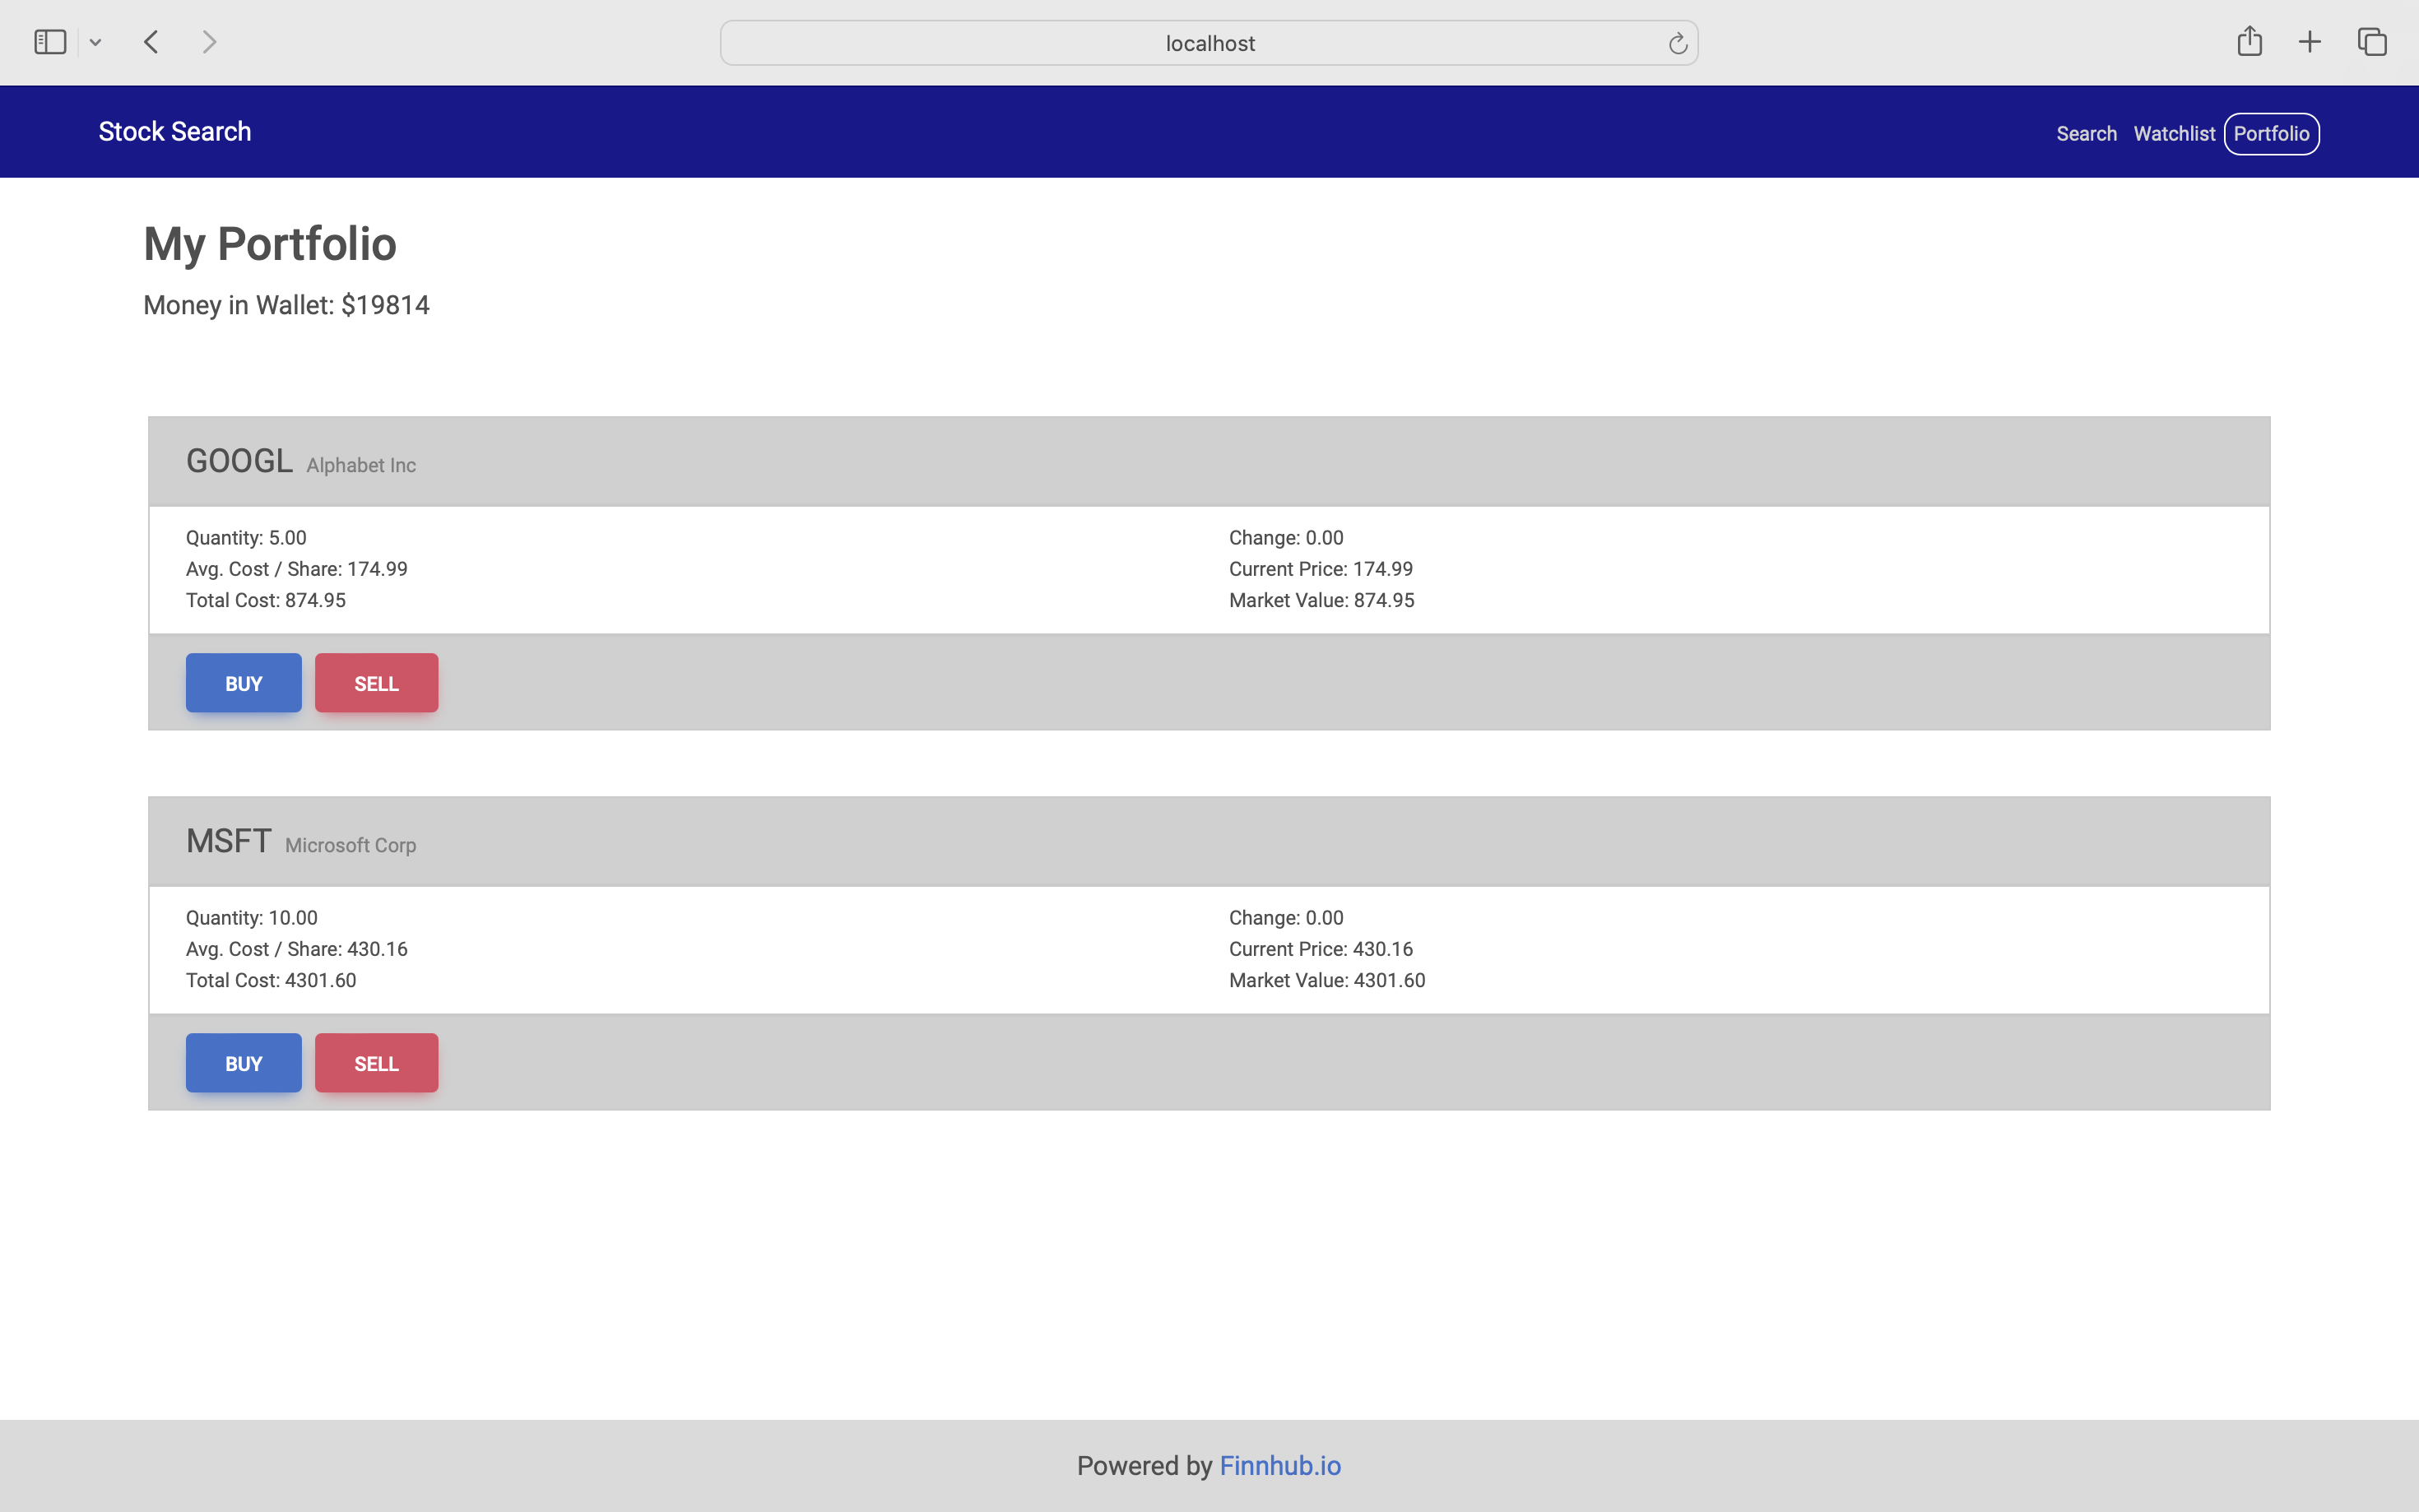 localhost
Stock Search
Search Watchlist Portfolio
My Portfolio
Money in Wallet: $19814
GOOGL Alphabet Inc
Quantity: 5.00
Avg. Cost / Share: 174.99
Total Cost: 874.95
Change: 0.00
Current Price: 174.99
Market Value: 874.95
BUY SELL
MSFT Microsoft Corp
Quantity: 10.00
Avg. Cost / Share: 430.16
Total Cost: 4301.60
Change: 0.00
Current Price: 430.16
Market Value: 4301.60
BUY SELL
Powered by Finnhub.io